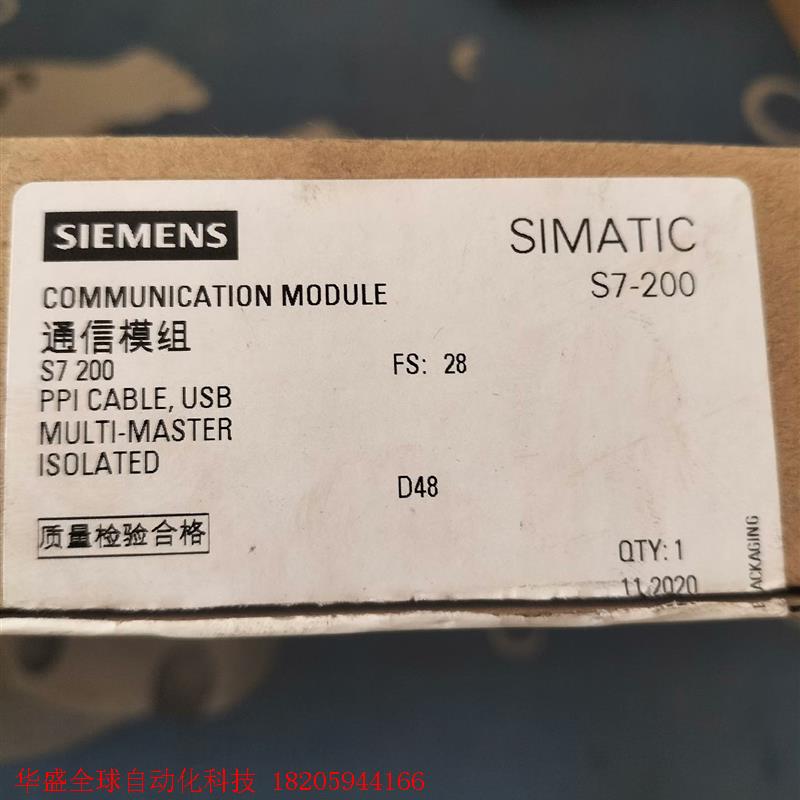 SIEMENS
SIMATIC
S7-200
COMMUNICATION MODULE
通信模组
S7 200
FS: 28
PPI CABLE, USB
MULTI-MASTER
ISOLATED
D48
质量检验合格
QTY: 1
11.2020
PACKAGING
华盛全球自动化科技 18205944166